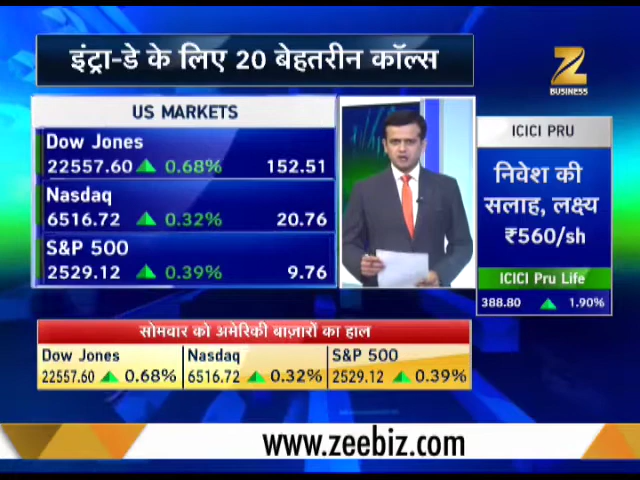 इंट्रा-डे के लिए 20 बेहतरीन कॉल्स
Z
BUSINESS
US MARKETS
Dow Jones
22557.60 0.68% 152.51
Nasdaq
6516.72 0.32% 20.76
S&P 500
2529.12 0.39% 9.76
ICICI PRU
निवेश की
सलाह, लक्ष्य
₹560/sh
ICICI Pru Life
388.80 1.90%
सोमवार को अमेरिकी बाज़ारों का हाल
Dow Jones Nasdaq S&P 500
22557.60 0.68% 6516.72 0.32% 2529.12 0.39%
www.zeebiz.com